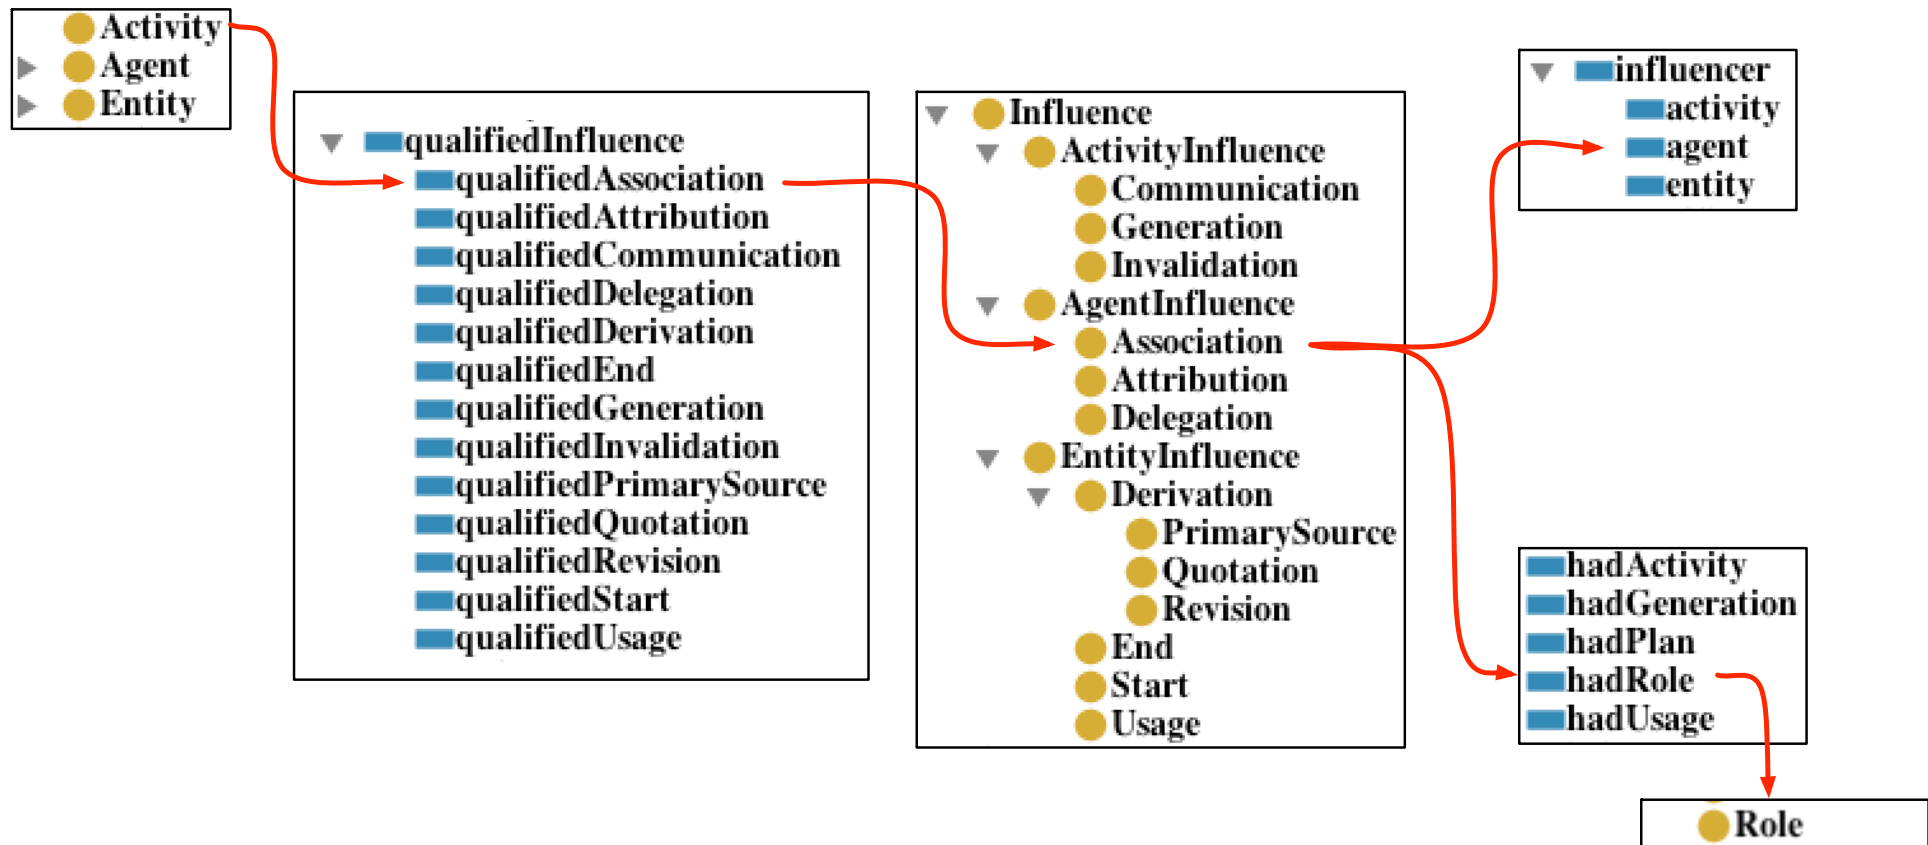 Activity
Agent
Entity
qualifiedInfluence
qualifiedAssociation
qualifiedAttribution
qualifiedCommunication
qualifiedDelegation
qualifiedDerivation
qualifiedEnd
qualifiedGeneration
qualifiedInvalidation
qualifiedPrimarySource
qualifiedQuotation
qualifiedRevision
qualifiedStart
qualifiedUsage
Influence
ActivityInfluence
Communication
Generation
Invalidation
AgentInfluence
Association
Attribution
Delegation
EntityInfluence
Derivation
PrimarySource
Quotation
Revision
End
Start
Usage
influencer
activity
agent
entity
hadActivity
hadGeneration
hadPlan
hadRole
hadUsage
Role